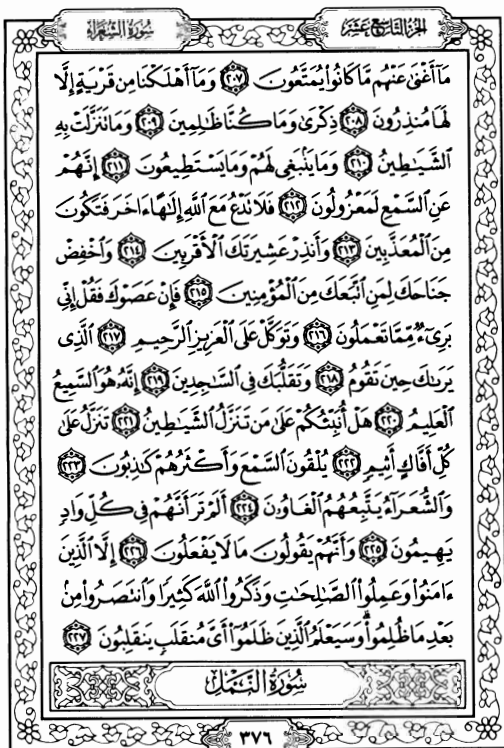 الجزء التاسع عشر
سورة الشعراء
مَآ أَغْنَىٰ عَنْهُم مَّا كَانُوا۟ يُمَتَّعُونَ ٢٠٧ وَمَآ أَهْلَكْنَا مِن قَرْيَةٍ إِلَّا
لَهَا مُنذِرُونَ ٢٠٨ ذِكْرَىٰ وَمَا كُنَّا ظَٰلِمِينَ ٢٠٩ وَمَا تَنَزَّلَتْ بِهِ
ٱلشَّيَٰطِينُ ٢١٠ وَمَا يَنۢبَغِى لَهُمْ وَمَا يَسْتَطِيعُونَ ٢١١ إِنَّهُمْ
عَنِ ٱلسَّمْعِ لَمَعْزُولُونَ ٢١٢ فَلَا تَدْعُ مَعَ ٱللَّهِ إِلَٰهًا ءَاخَرَ فَتَكُونَ
مِنَ ٱلْمُعَذَّبِينَ ٢١٣ وَأَنذِرْ عَشِيرَتَكَ ٱلْأَقْرَبِينَ ٢١٤ وَٱخْفِضْ
جَنَاحَكَ لِمَنِ ٱتَّبَعَكَ مِنَ ٱلْمُؤْمِنِينَ ٢١٥ فَإِنْ عَصَوْكَ فَقُلْ إِنِّى
بَرِىٓءٌ مِّمَّا تَعْمَلُونَ ٢١٦ وَتَوَكَّلْ عَلَى ٱلْعَزِيزِ ٱلرَّحِيمِ ٢١٧ ٱلَّذِى
يَرَىٰكَ حِينَ تَقُومُ ٢١٨ وَتَقَلُّبَكَ فِى ٱلسَّٰجِدِينَ ٢١٩ إِنَّهُۥ هُوَ ٱلسَّمِيعُ
ٱلْعَلِيمُ ٢٢٠ هَلْ أُنَبِّئُكُمْ عَلَىٰ مَن تَنَزَّلُ ٱلشَّيَٰطِينُ ٢٢١ تَنَزَّلُ عَلَىٰ
كُلِّ أَفَّاكٍ أَثِيمٍ ٢٢٢ يُلْقُونَ ٱلسَّمْعَ وَأَكْثَرُهُمْ كَٰذِبُونَ ٢٢٣
وَٱلشُّعَرَآءُ يَتَّبِعُهُمُ ٱلْغَاوُۥنَ ٢٢٤ أَلَمْ تَرَ أَنَّهُمْ فِى كُلِّ وَادٍ
يَهِيمُونَ ٢٢٥ وَأَنَّهُمْ يَقُولُونَ مَا لَا يَفْعَلُونَ ٢٢٦ إِلَّا ٱلَّذِينَ
ءَامَنُوا۟ وَعَمِلُوا۟ ٱلصَّٰلِحَٰتِ وَذَكَرُوا۟ ٱللَّهَ كَثِيرًا وَٱنتَصَرُوا۟ مِنۢ
بَعْدِ مَا ظُلِمُوا۟ ۗ وَسَيَعْلَمُ ٱلَّذِينَ ظَلَمُوٓا۟ أَىَّ مُنقَلَبٍ يَنقَلِبُونَ ٢٢٧
سورة النمل
٣٧٦